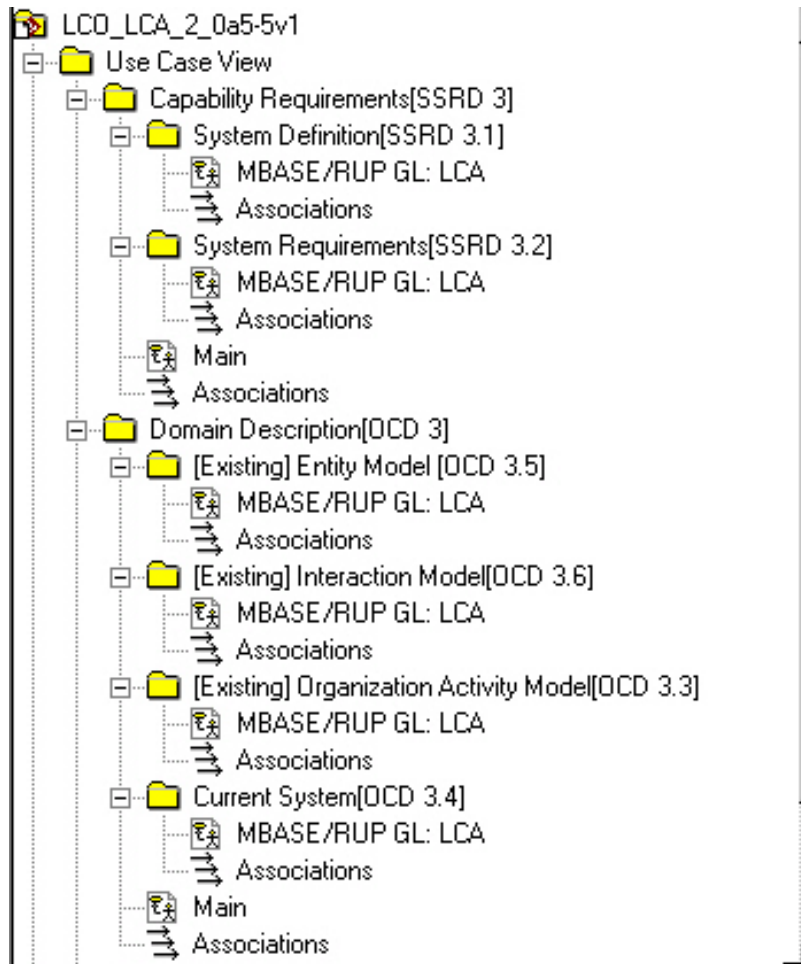 LCO_LCA_2_0a5-5v1
Use Case View
Capability Requirements[SSRD 3]
System Definition[SSRD 3.1]
MBASE/RUP GL: LCA
Associations
System Requirements[SSRD 3.2]
MBASE/RUP GL: LCA
Associations
Main
Associations
Domain Description[OCD 3]
[Existing] Entity Model [OCD 3.5]
MBASE/RUP GL: LCA
Associations
[Existing] Interaction Model[OCD 3.6]
MBASE/RUP GL: LCA
Associations
[Existing] Organization Activity Model[OCD 3.3]
MBASE/RUP GL: LCA
Associations
Current System[OCD 3.4]
MBASE/RUP GL: LCA
Associations
Main
Associations